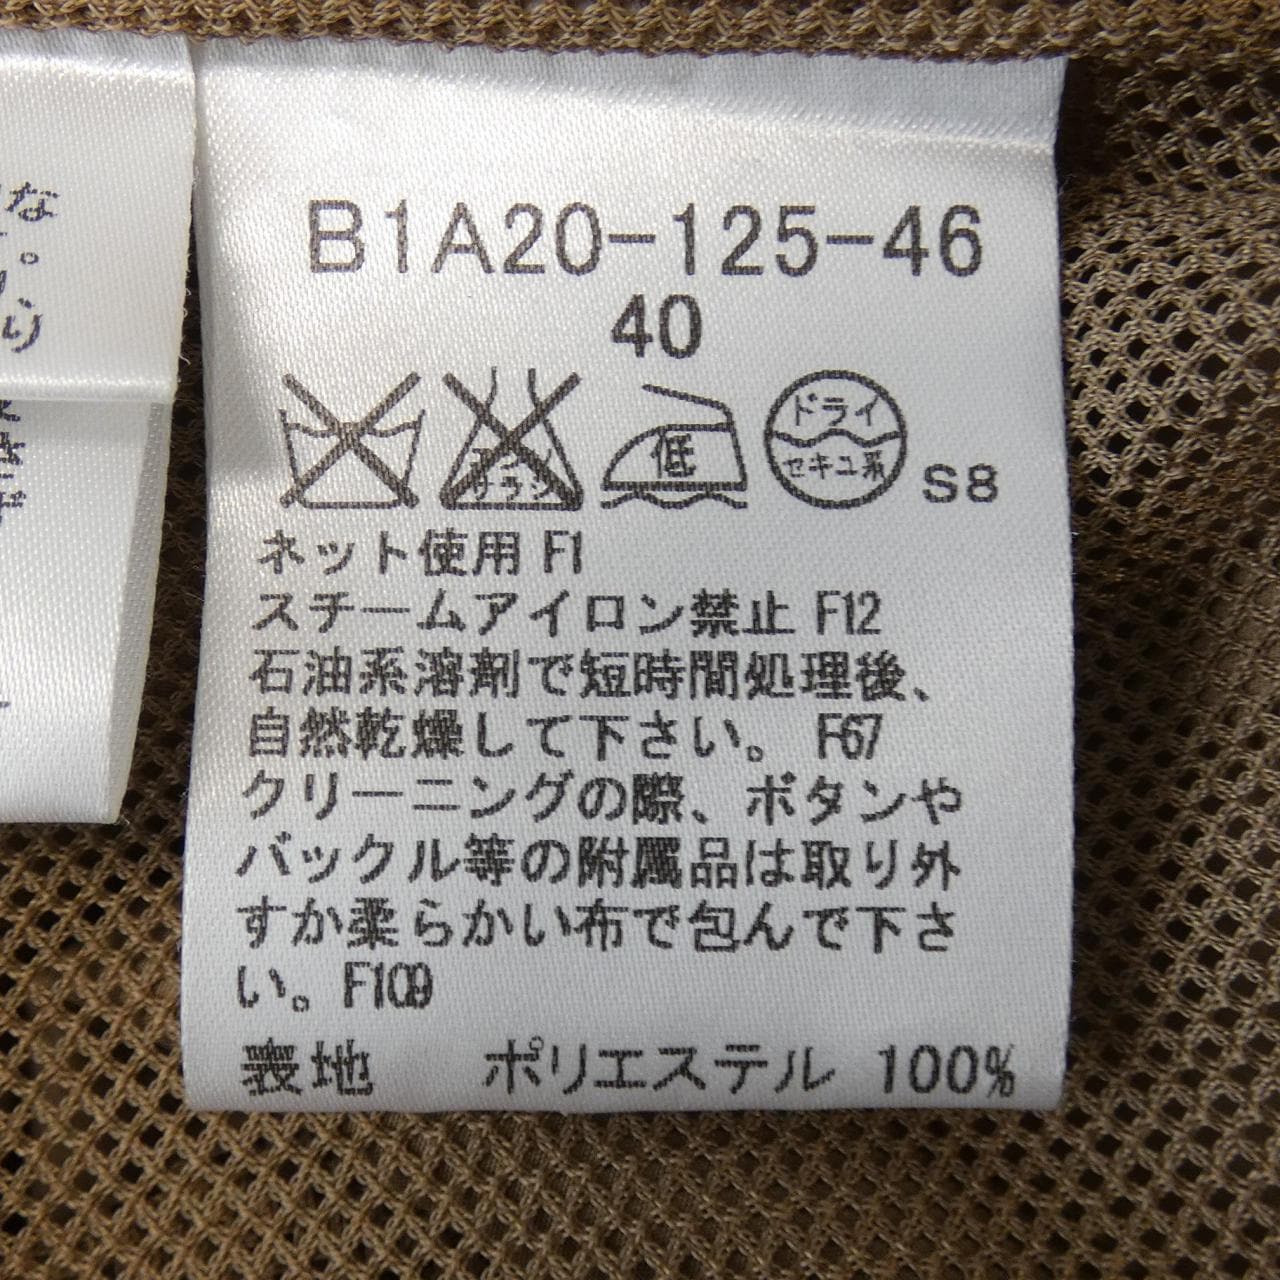 な
。
り
B1A20-125-46
40
低
ドライ
セキユ系
S8
ネット使用 F1
スチームアイロン禁止 F12
石油系溶剤で短時間処理後、
自然乾燥して下さい。 F67
クリーニングの際、ボタンや
バックル等の附属品は取り外
すか柔らかい布で包んで下さ
い。F109
表地 ポリエステル 100%